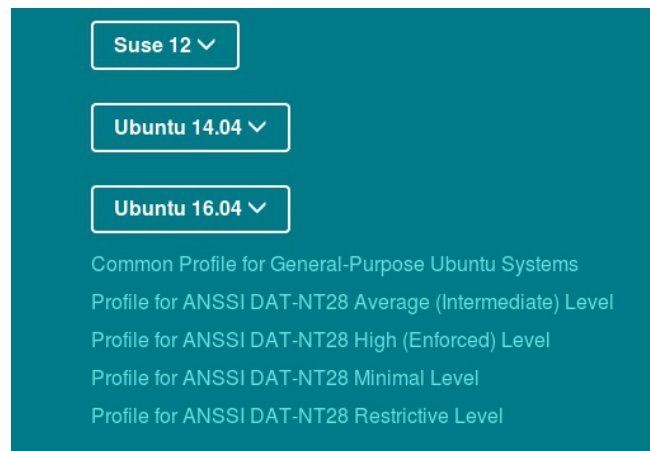 Suse 12
Ubuntu 14.04
Ubuntu 16.04
Common Profile for General-Purpose Ubuntu Systems
Profile for ANSSI DAT-NT28 Average (Intermediate) Level
Profile for ANSSI DAT-NT28 High (Enforced) Level
Profile for ANSSI DAT-NT28 Minimal Level
Profile for ANSSI DAT-NT28 Restrictive Level